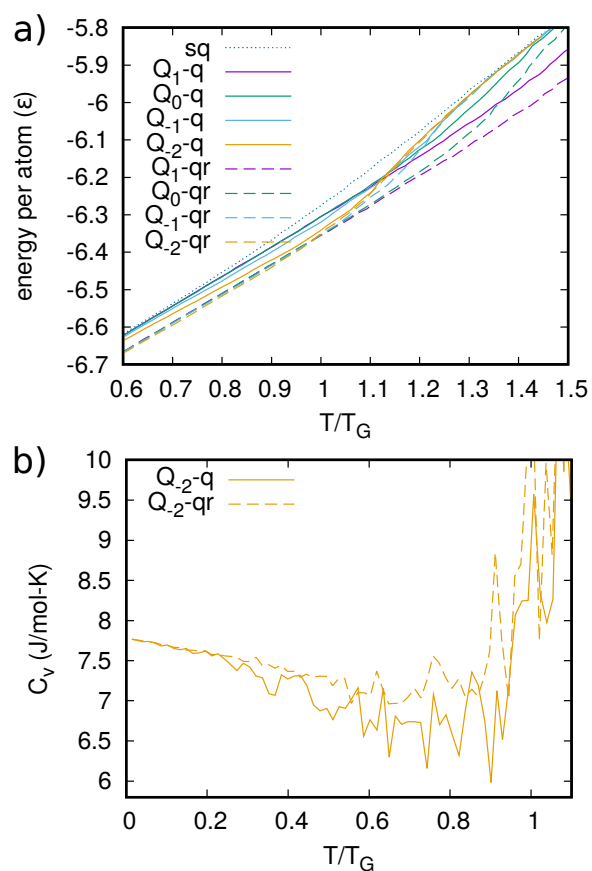 a)
energy per atom (ε)
-5.8
-5.9
-6
-6.1
-6.2
-6.3
-6.4
-6.5
-6.6
-6.7
sq
Q₁-q
Q₀-q
Q₋₁-q
Q₋₂-q
Q₁-qr
Q₀-qr
Q₋₁-qr
Q₋₂-qr
0.6 0.7 0.8 0.9 1 1.1 1.2 1.3 1.4 1.5
T/T_G
b)
C_v (J/mol-K)
10
9.5
9
8.5
8
7.5
7
6.5
6
Q₋₂-q
Q₋₂-qr
0 0.2 0.4 0.6 0.8 1
T/T_G